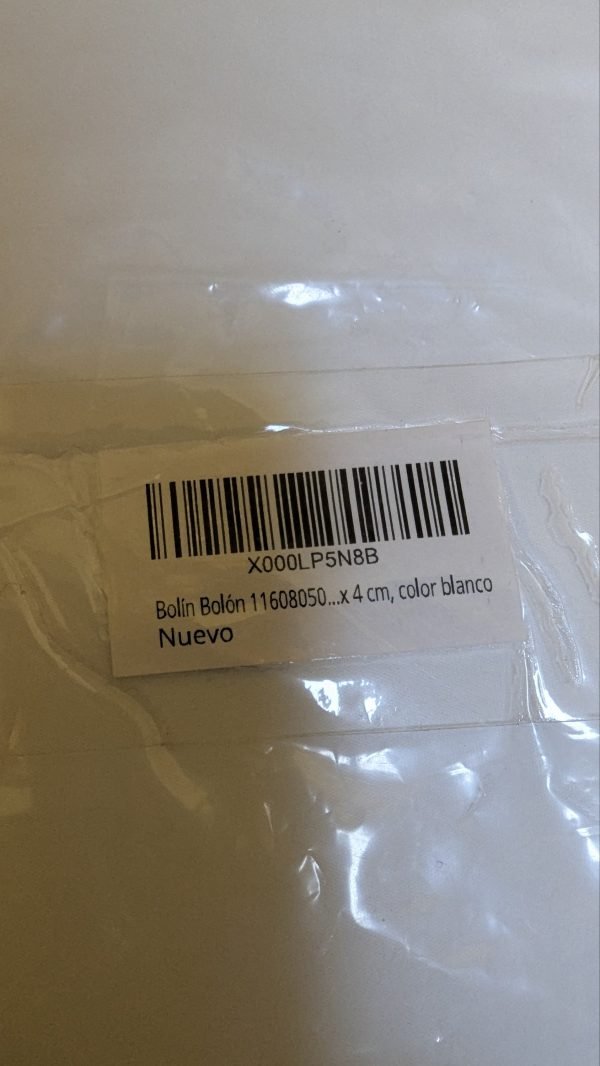 X000LP5N8B
Bolín Bolón 11608050...x 4 cm, color blanco
Nuevo